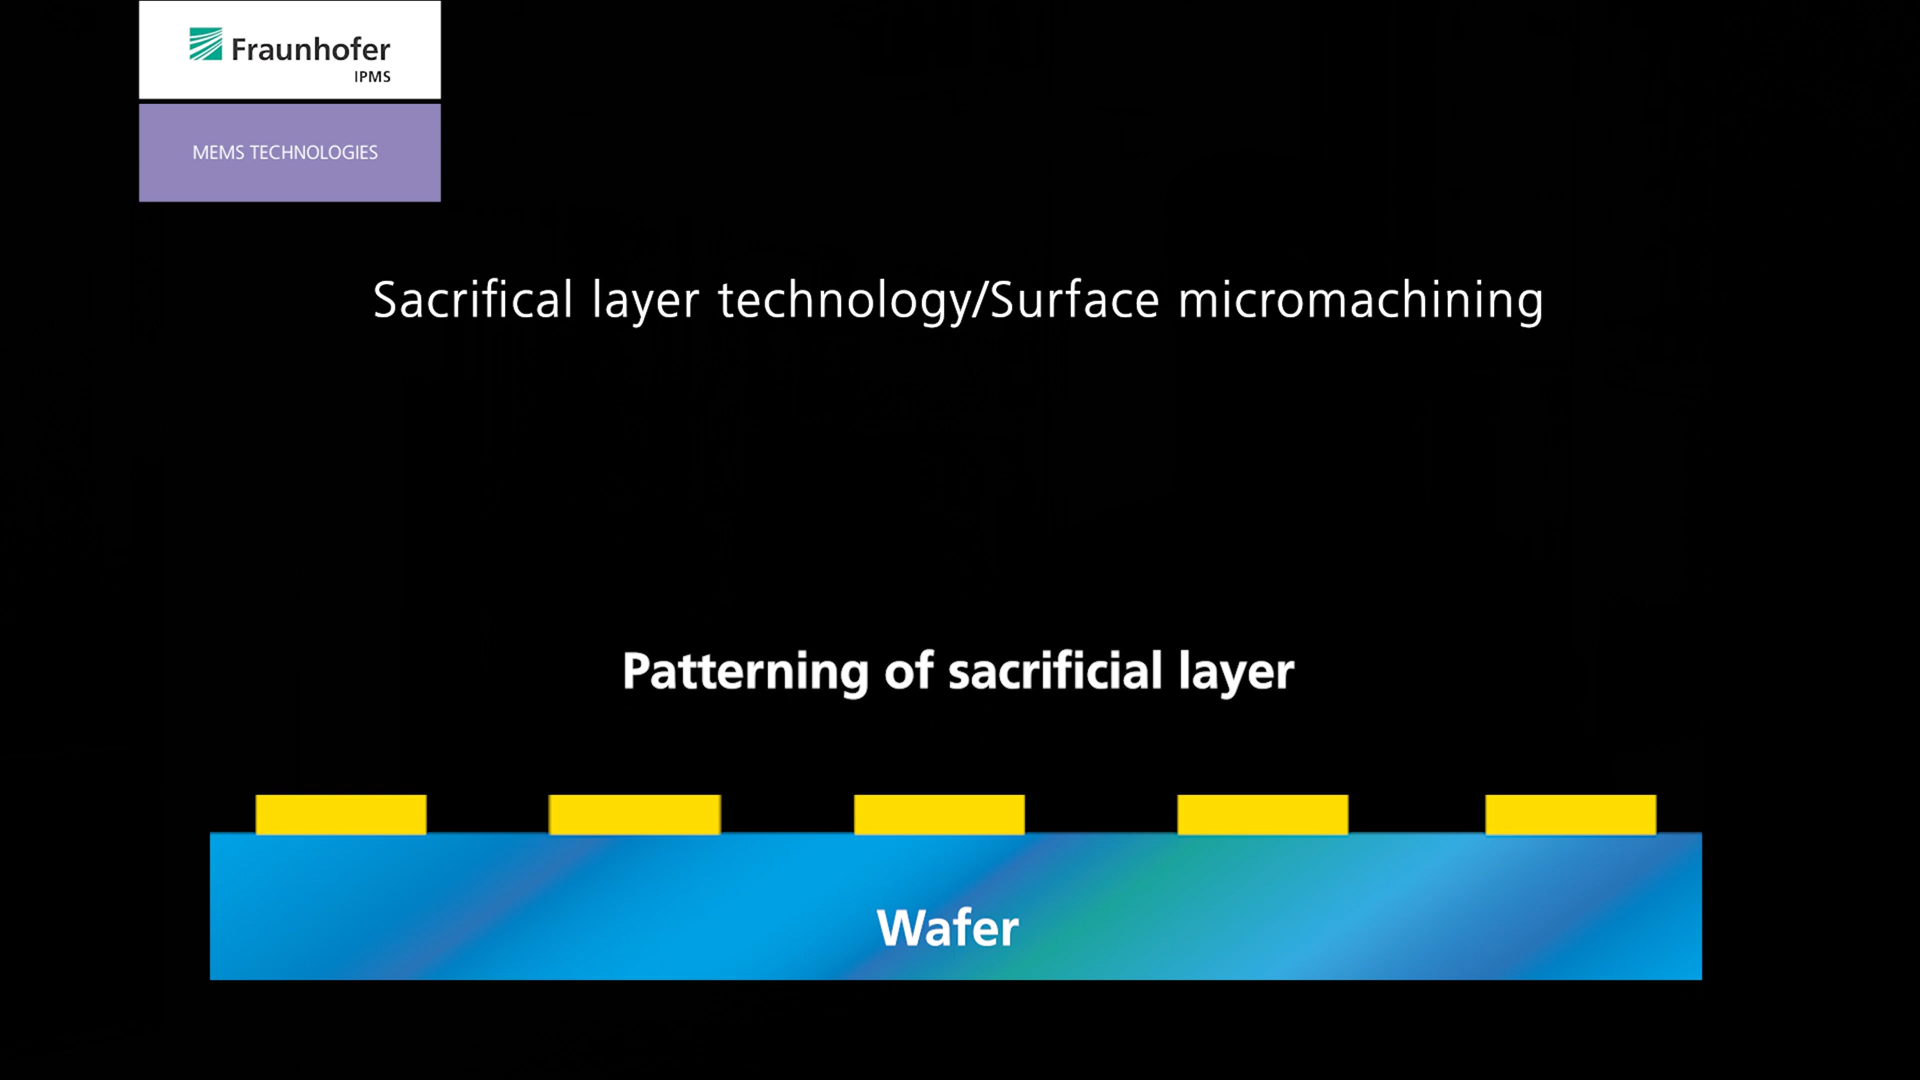 Fraunhofer
IPMS
MEMS TECHNOLOGIES
Sacrifical layer technology/Surface micromachining
Patterning of sacrificial layer
Wafer